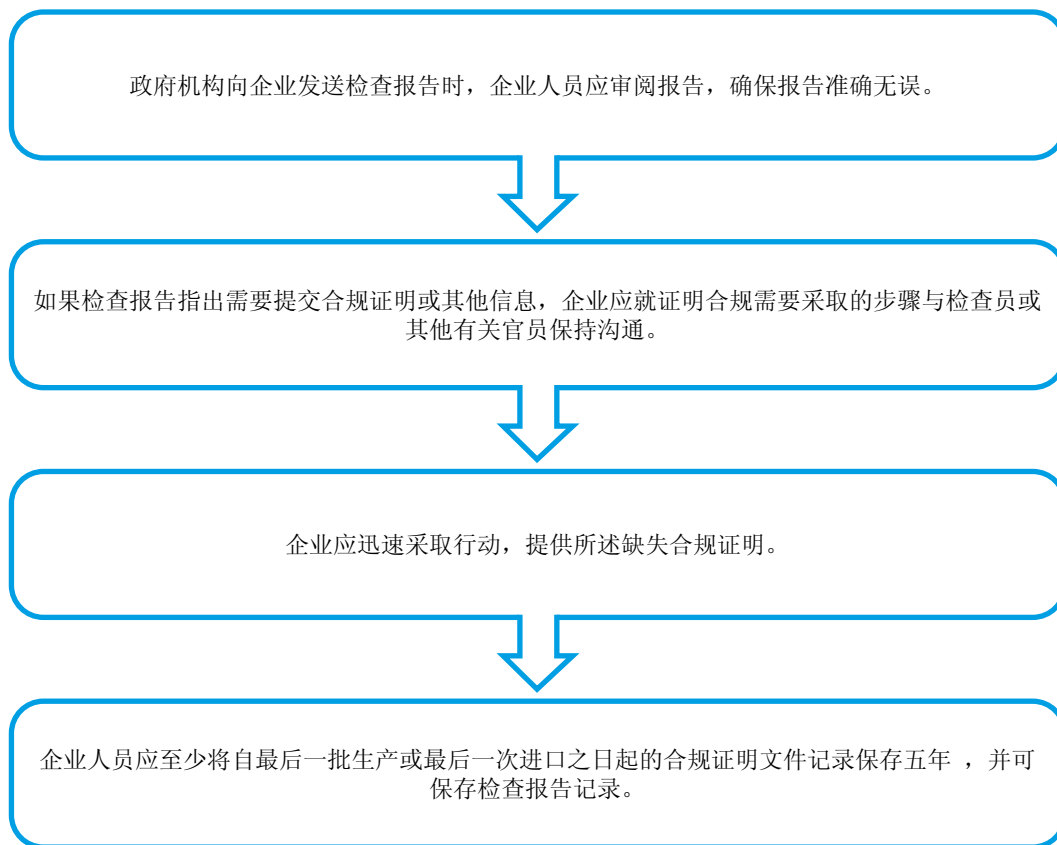 政府机构向企业发送检查报告时，企业人员应审阅报告，确保报告准确无误。
如果检查报告指出需要提交合规证明或其他信息，企业应就证明合规需要采取的步骤与检查员或
其他有关官员保持沟通。
企业应迅速采取行动，提供所述缺失合规证明。
企业人员应至少将自最后一批生产或最后一次进口之日起的合规证明文件记录保存五年 ，并可
保存检查报告记录。